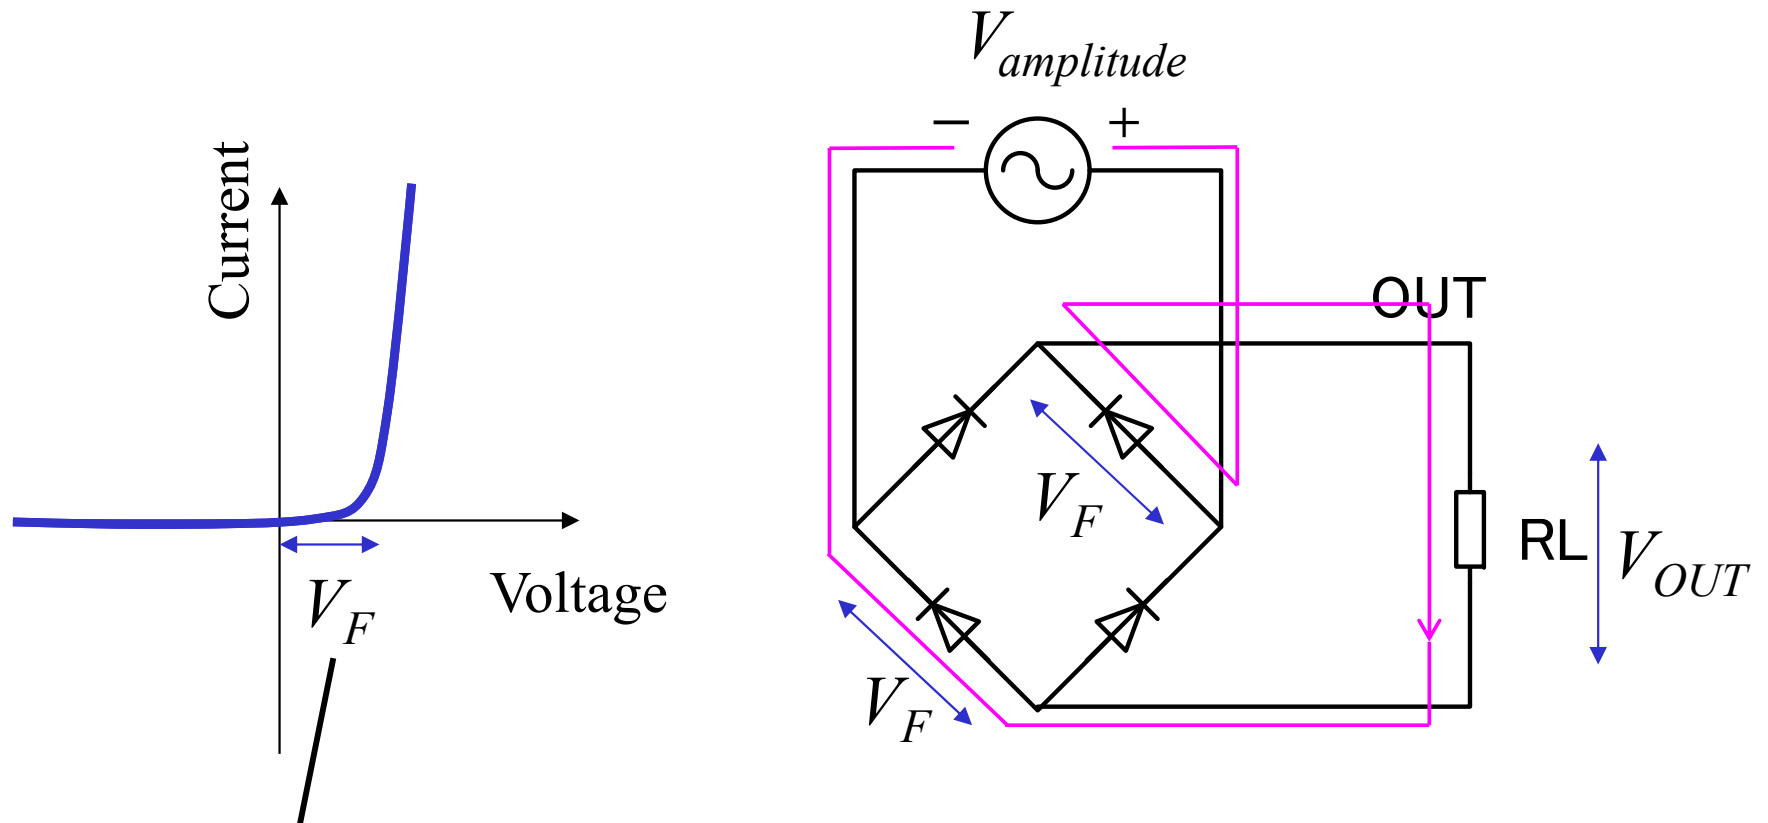 Current
Voltage
V_F
V_amplitude
− +
OUT
V_F
V_F
RL
V_OUT